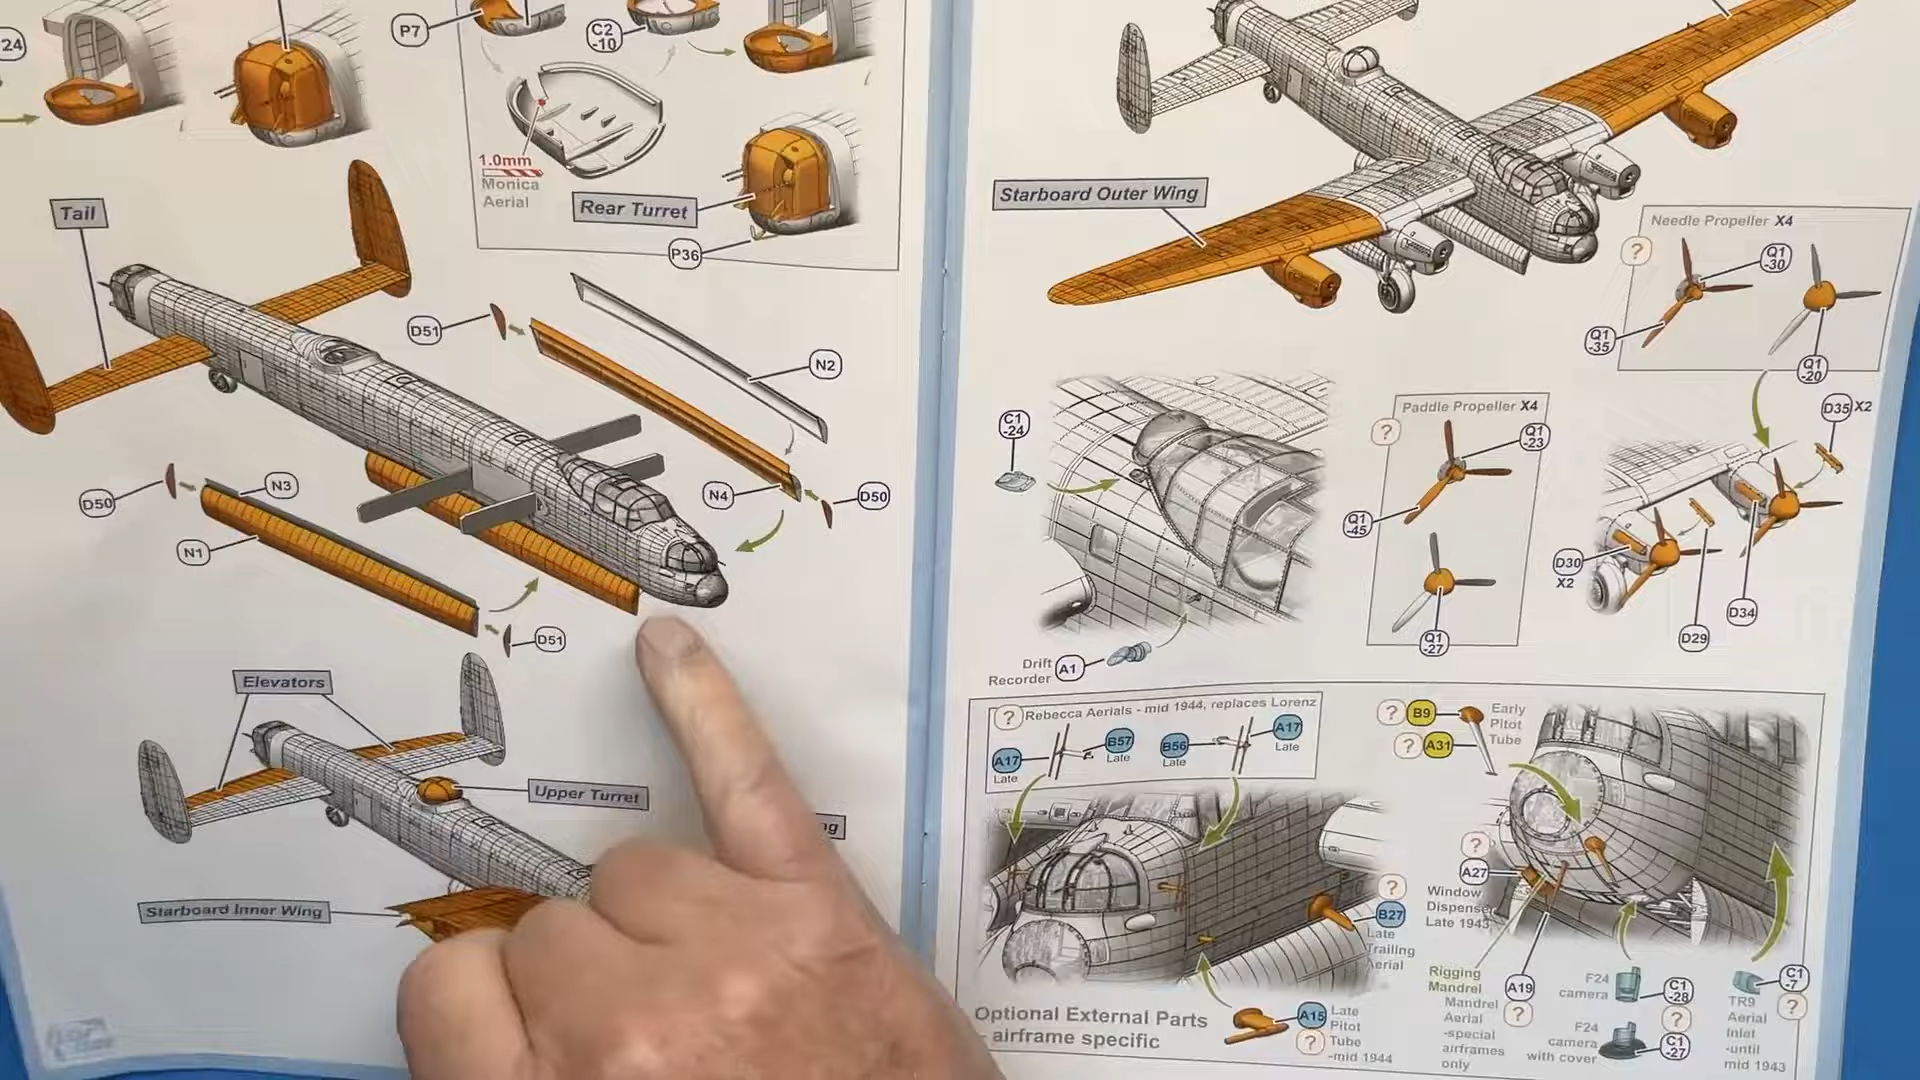 24
P7
C2
-10
1.0mm
Monica
Aerial
Rear Turret
P36
Tail
D51
N2
N4
D50
D50
N3
N1
D51
Elevators
Upper Turret
Starboard Inner Wing
ng
Starboard Outer Wing
Needle Propeller X4
?
Q1
-30
Q1
-35
Q1
-20
C1
-24
Paddle Propeller X4
?
Q1
-23
Q1
-45
Q1
-27
D35 X2
D30
X2
D34
D29
Drift
Recorder A1
? Rebecca Aerials - mid 1944, replaces Lorenz
A17
Late
B57
Late
B56
Late
A17
Late
? B9
? A31
Early
Pitot
Tube
?
B27
Late
Trailing
Aerial
A15
?
Late
Pitot
Tube
-mid 1944
Optional External Parts
- airframe specific
?
A27
Window
Dispenser
Late 1943
Rigging
Mandrel
Mandrel
Aerial
-special
airframes
only
A19
?
F24
camera
C1
-28
?
F24
camera
with cover
C1
-27
C1
-7
?
TR9
Aerial
Inlet
-until
mid 1943